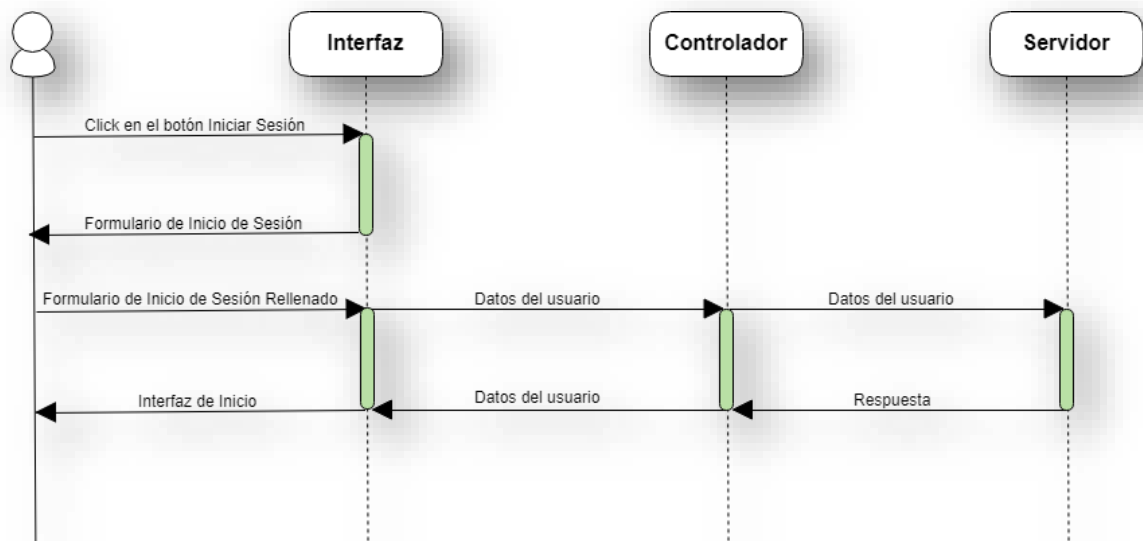 Interfaz
Controlador
Servidor
Click en el botón Iniciar Sesión
Formulario de Inicio de Sesión
Formulario de Inicio de Sesión Rellenado
Datos del usuario
Datos del usuario
Interfaz de Inicio
Datos del usuario
Respuesta